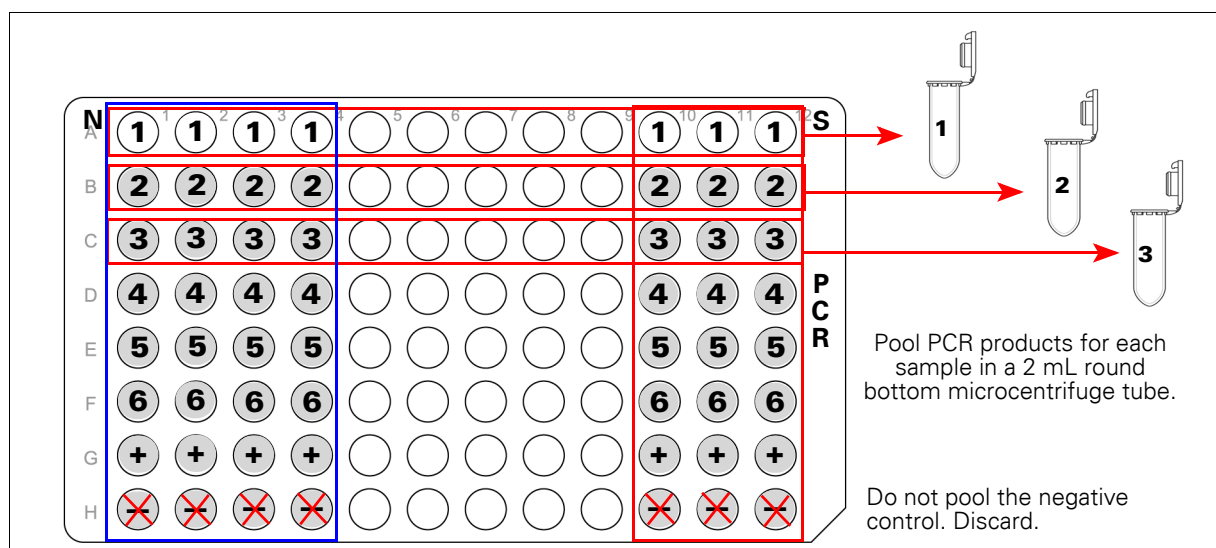 N 1 2 3 4 5 6 7 8 9 10 11 12 S
A 1 1 1 1 1 1 1
1
B 2 2 2 2 2 2 2
2
C 3 3 3 3 3 3 3
3
D 4 4 4 4 4 4 4
E 5 5 5 5 5 5 5
F 6 6 6 6 6 6 6
G + + + + + + +
H - - - - - - -
P
C
R
Pool PCR products for each
sample in a 2 mL round
bottom microcentrifuge tube.
Do not pool the negative
control. Discard.